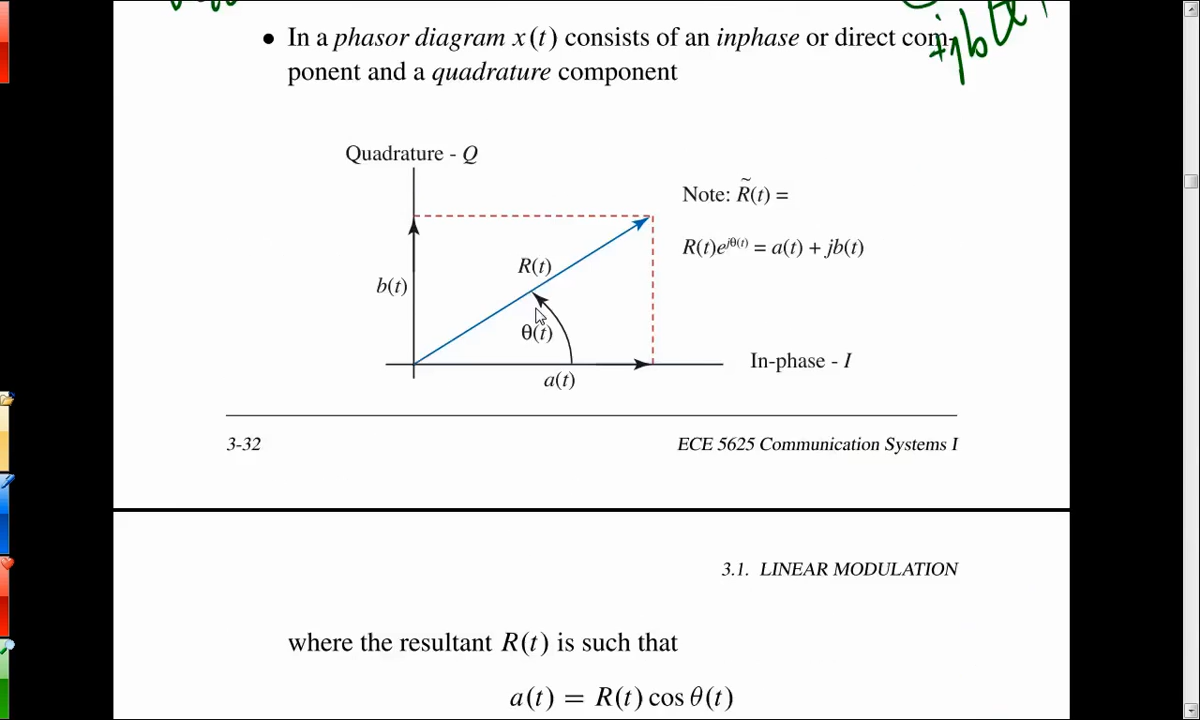 • In a phasor diagram x(t) consists of an inphase or direct com-
+jb(t
ponent and a quadrature component
Quadrature - Q
Note: R̃(t) =
R(t)e^{jθ(t)} = a(t) + jb(t)
R(t)
b(t)
θ(t)
In-phase - I
a(t)
3-32
ECE 5625 Communication Systems I
3.1. LINEAR MODULATION
where the resultant R(t) is such that
a(t) = R(t) cos θ(t)